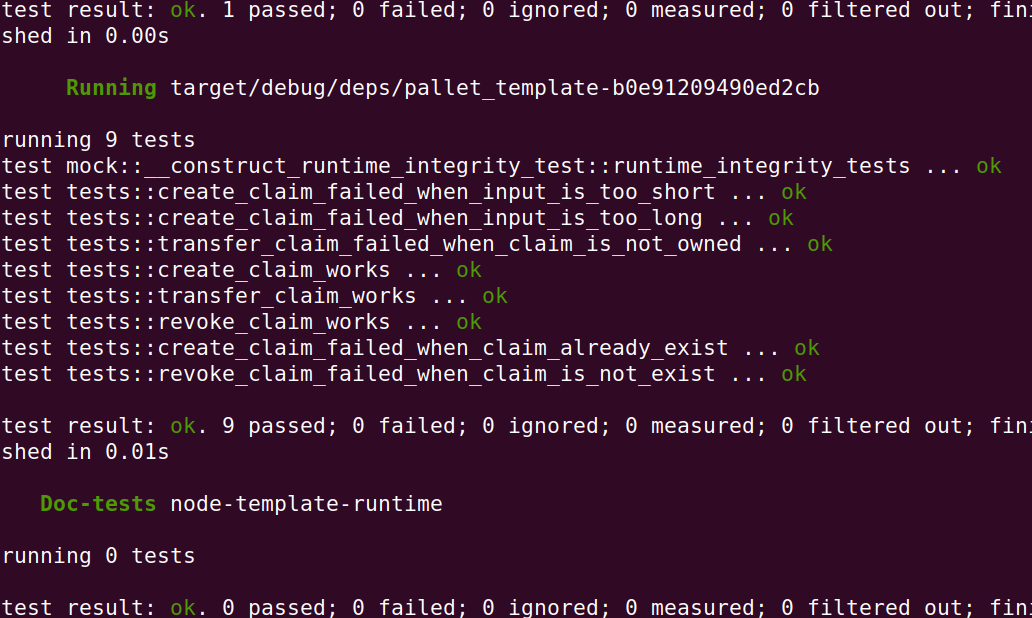 test result: ok. 1 passed; 0 failed; 0 ignored; 0 measured; 0 filtered out; fini
shed in 0.00s
Running target/debug/deps/pallet_template-b0e91209490ed2cb
running 9 tests
test mock::__construct_runtime_integrity_test::runtime_integrity_tests ... ok
test tests::create_claim_failed_when_input_is_too_short ... ok
test tests::create_claim_failed_when_input_is_too_long ... ok
test tests::transfer_claim_failed_when_claim_is_not_owned ... ok
test tests::create_claim_works ... ok
test tests::transfer_claim_works ... ok
test tests::revoke_claim_works ... ok
test tests::create_claim_failed_when_claim_already_exist ... ok
test tests::revoke_claim_failed_when_claim_is_not_exist ... ok
test result: ok. 9 passed; 0 failed; 0 ignored; 0 measured; 0 filtered out; fini
shed in 0.01s
Doc-tests node-template-runtime
running 0 tests
test result: ok. 0 passed; 0 failed; 0 ignored; 0 measured; 0 filtered out; fini